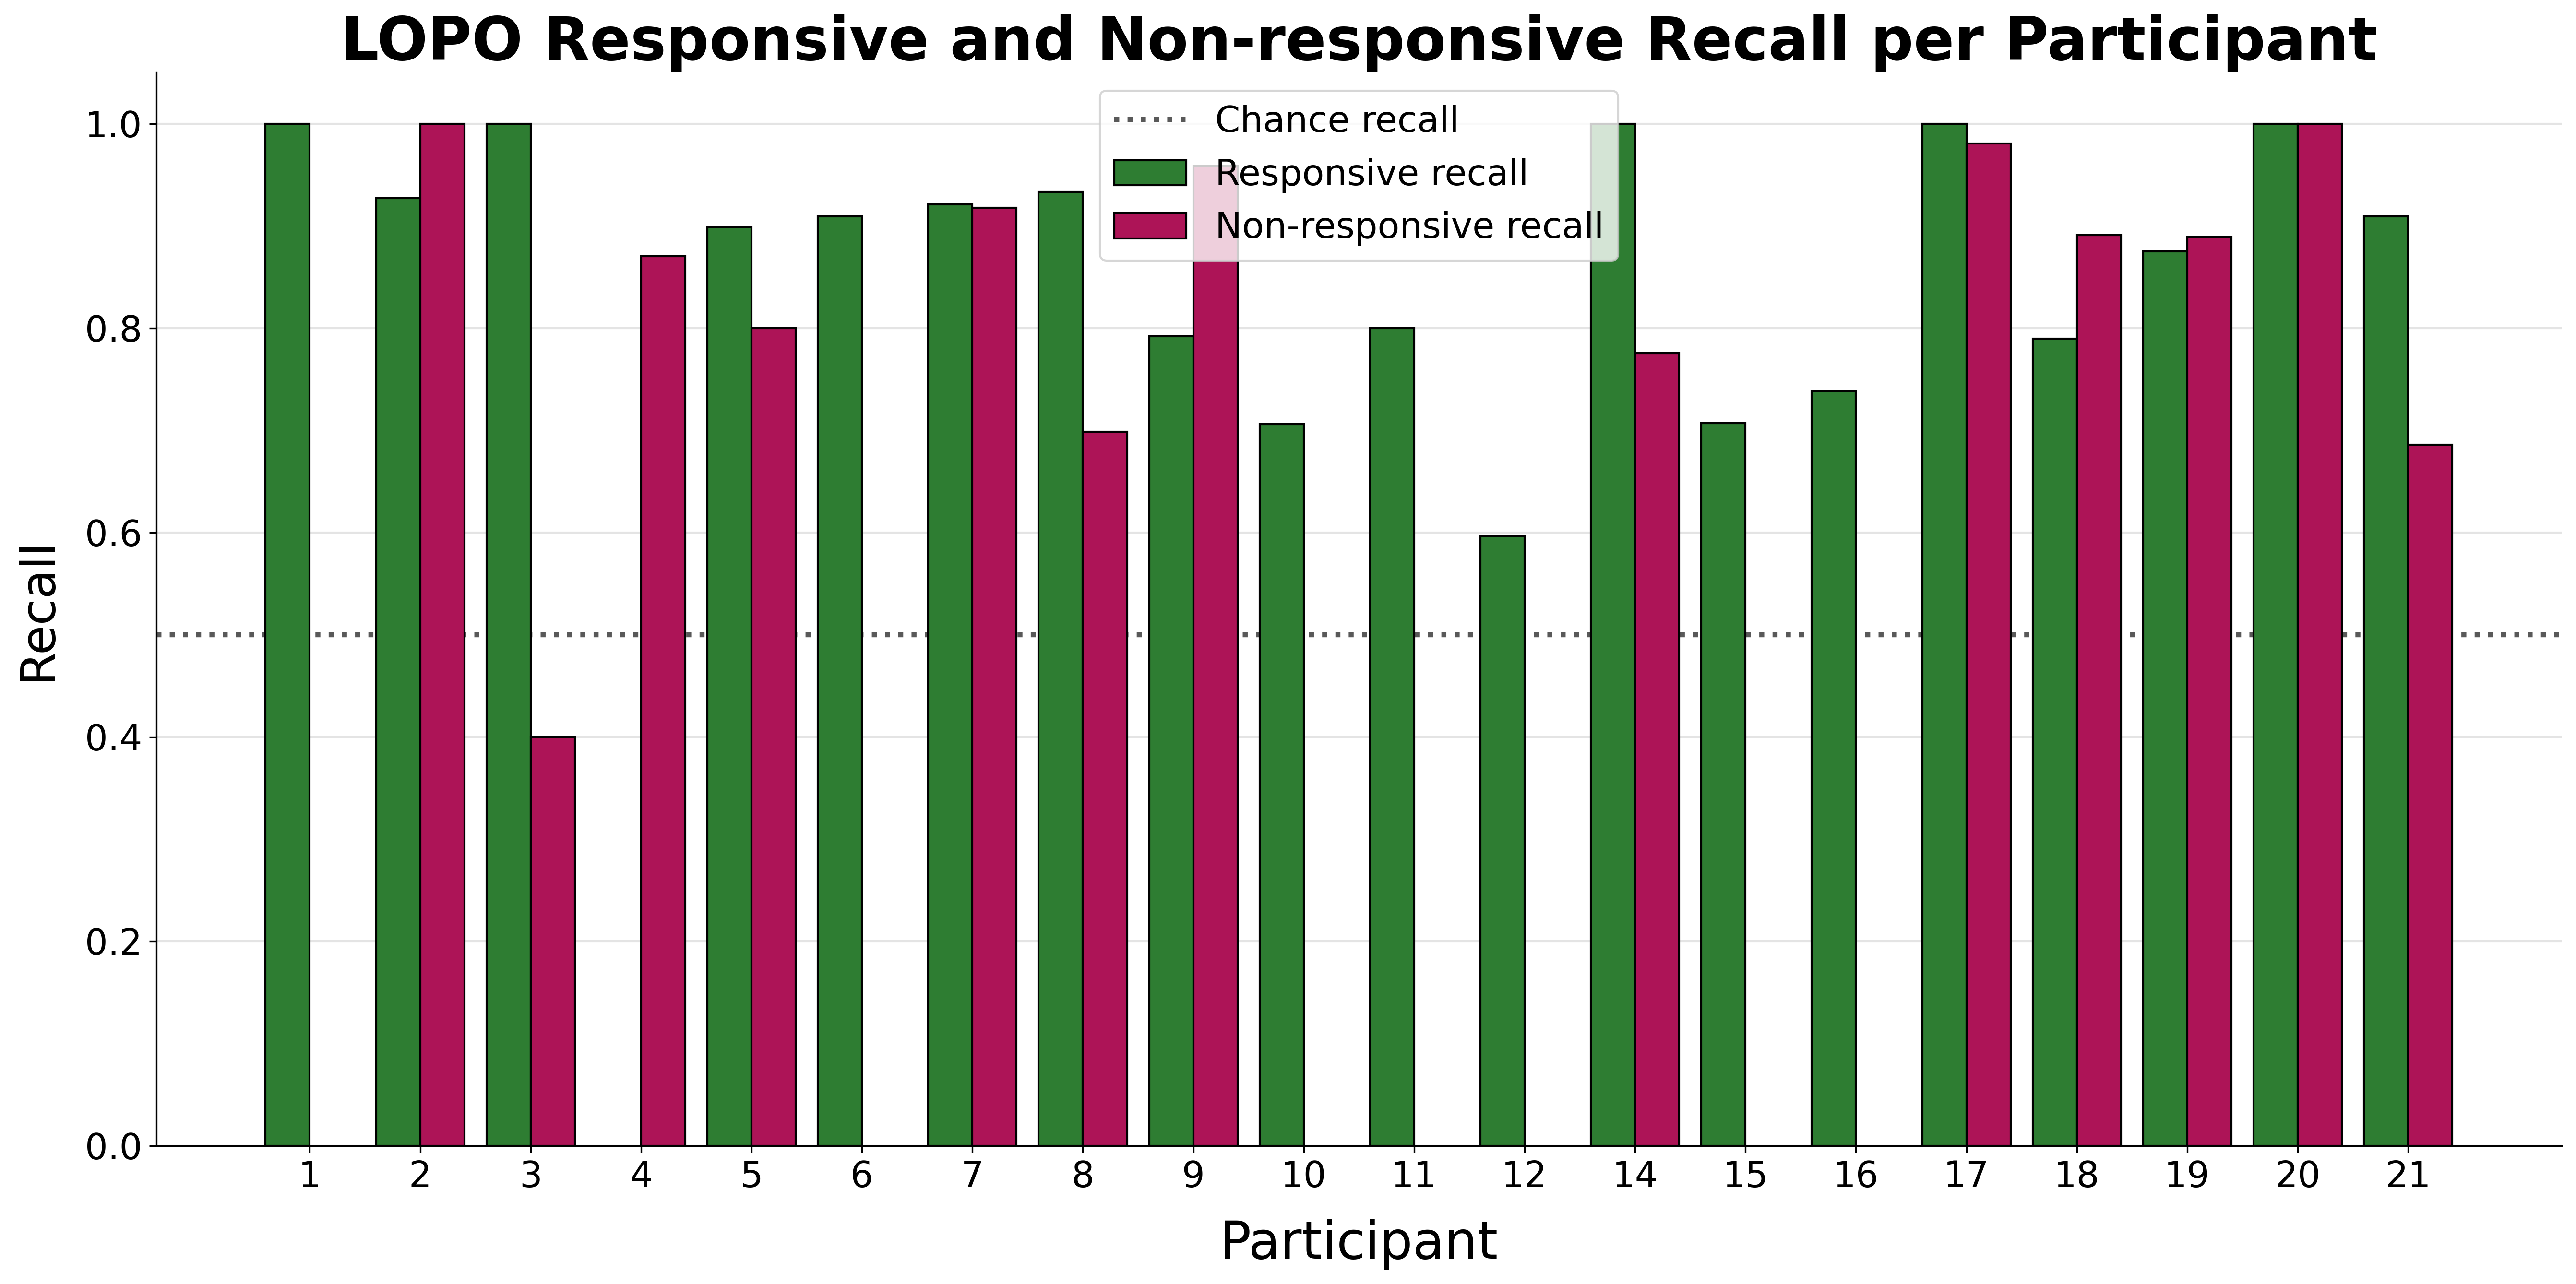 LOPO Responsive and Non-responsive Recall per Participant
Chance recall
Responsive recall
Non-responsive recall
1.0
0.8
0.6
0.4
0.2
0.0
Recall
1 2 3 4 5 6 7 8 9 10 11 12 14 15 16 17 18 19 20 21
Participant